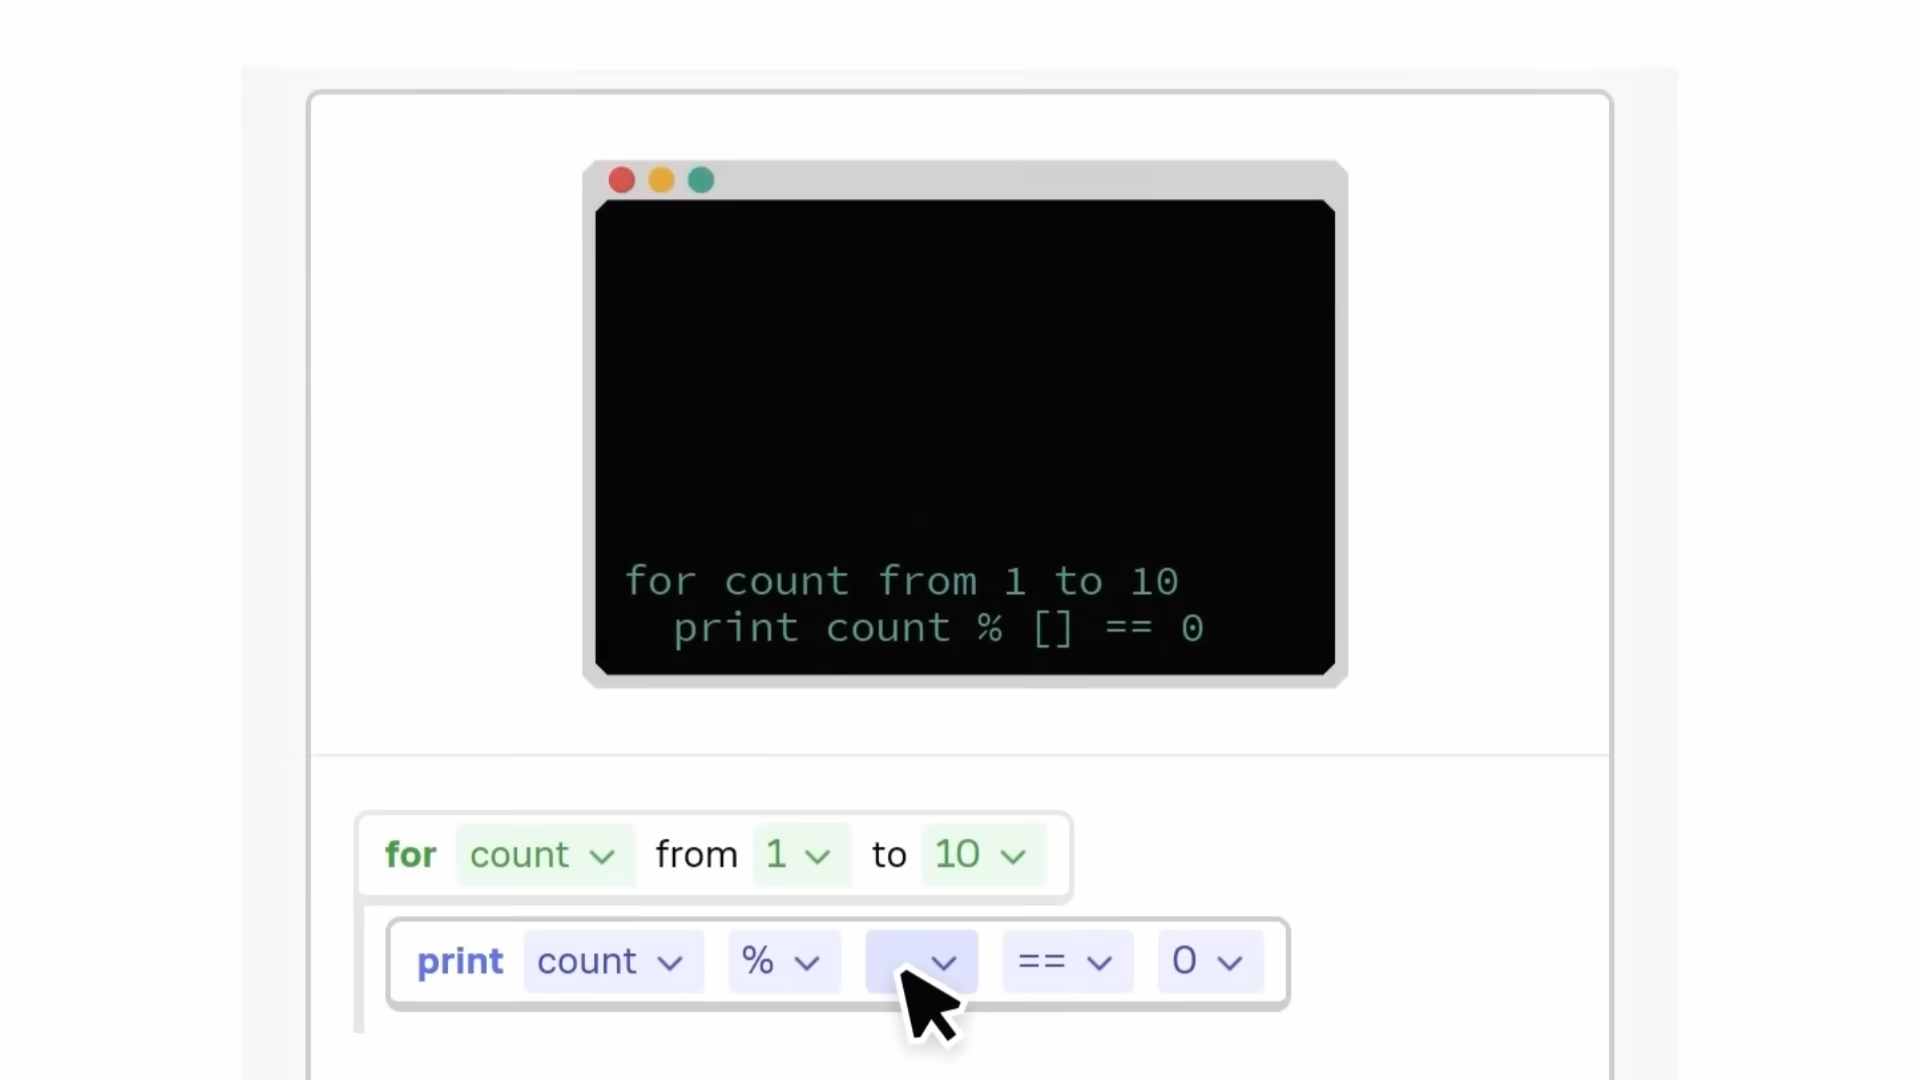 for count from 1 to 10
print count % [] == 0
for count from 1 to 10
print count % == 0